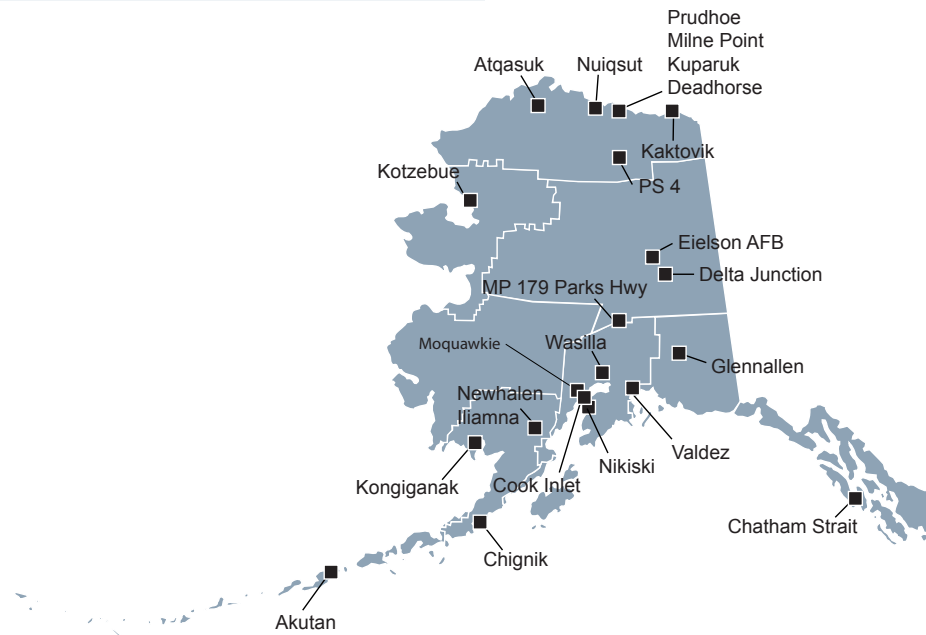 Prudhoe
Milne Point
Kuparuk
Deadhorse
Atqasuk
Nuiqsut
Kaktovik
Kotzebue
PS 4
Eielson AFB
Delta Junction
MP 179 Parks Hwy
Moquawkie
Wasilla
Glennallen
Newhalen
Iliamna
Valdez
Nikiski
Cook Inlet
Kongiganak
Chatham Strait
Chignik
Akutan